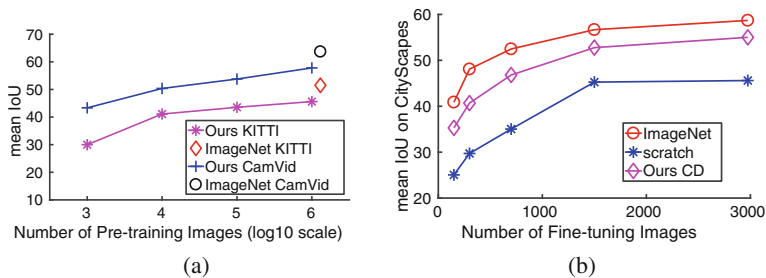 (a)
mean IoU
70
60
50
40
30
20
10
3
4
5
6
Number of Pre-training Images (log10 scale)
Ours KITTI
ImageNet KITTI
Ours CamVid
ImageNet CamVid
(a)
(b)
mean IoU on CityScapes
60
50
40
30
20
0
1000
2000
3000
Number of Fine-tuning Images
ImageNet
scratch
Ours CD
(b)